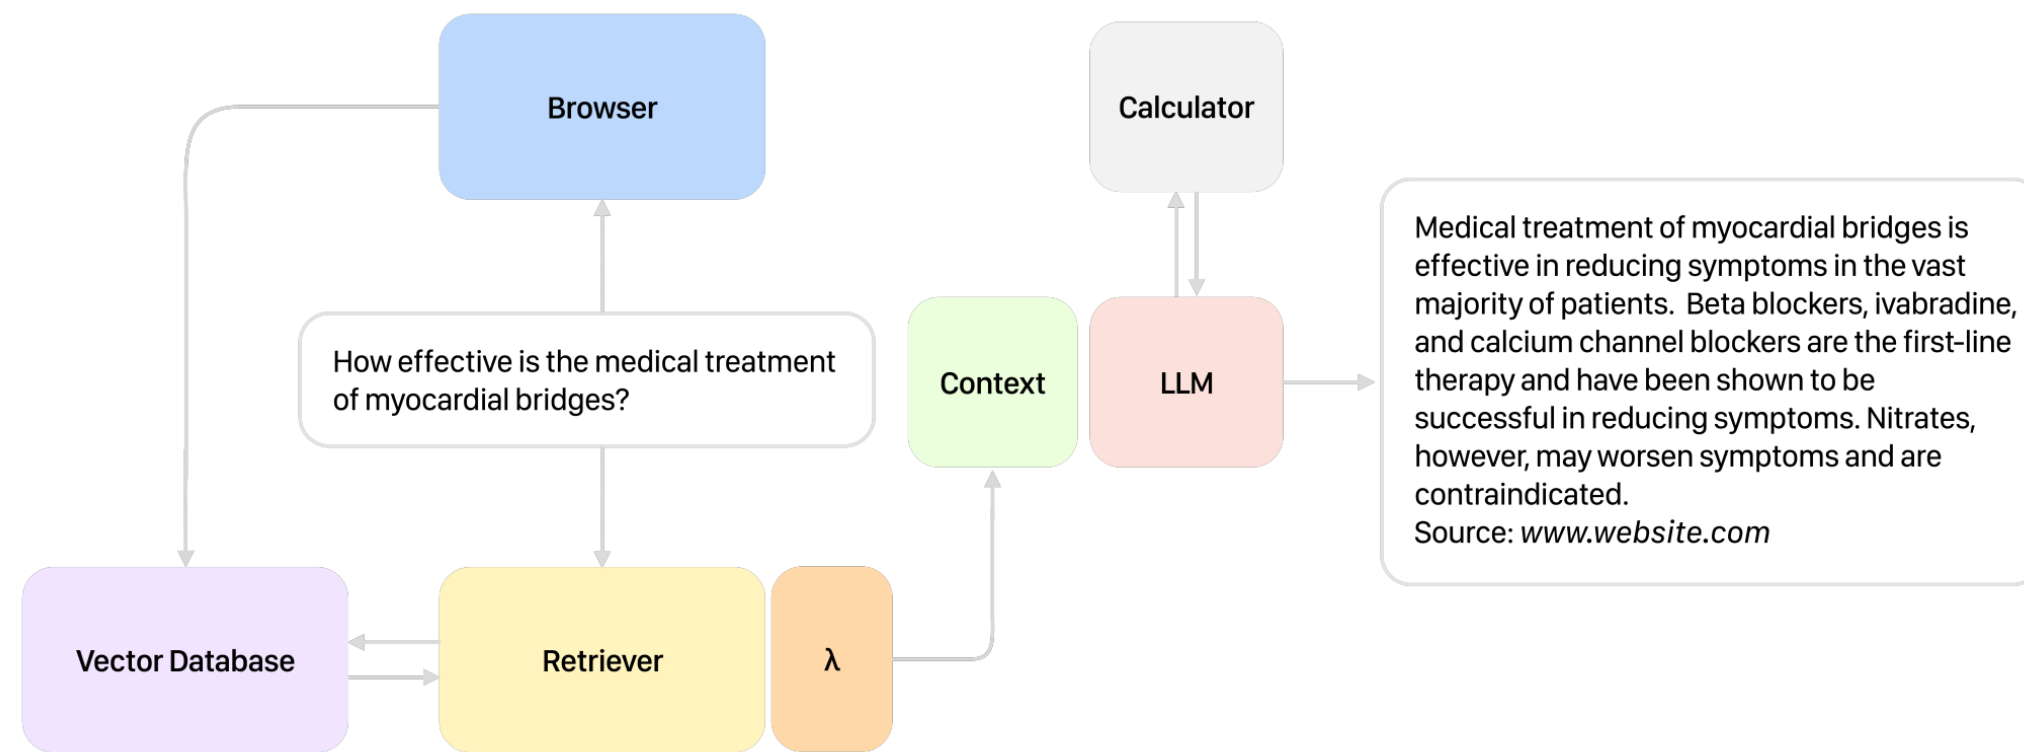 Browser
Calculator
Medical treatment of myocardial bridges is
effective in reducing symptoms in the vast
majority of patients.  Beta blockers, ivabradine,
and calcium channel blockers are the first-line
therapy and have been shown to be
successful in reducing symptoms. Nitrates,
however, may worsen symptoms and are
contraindicated.
Source: www.website.com
How effective is the medical treatment
of myocardial bridges?
Context
LLM
Vector Database
Retriever
λ